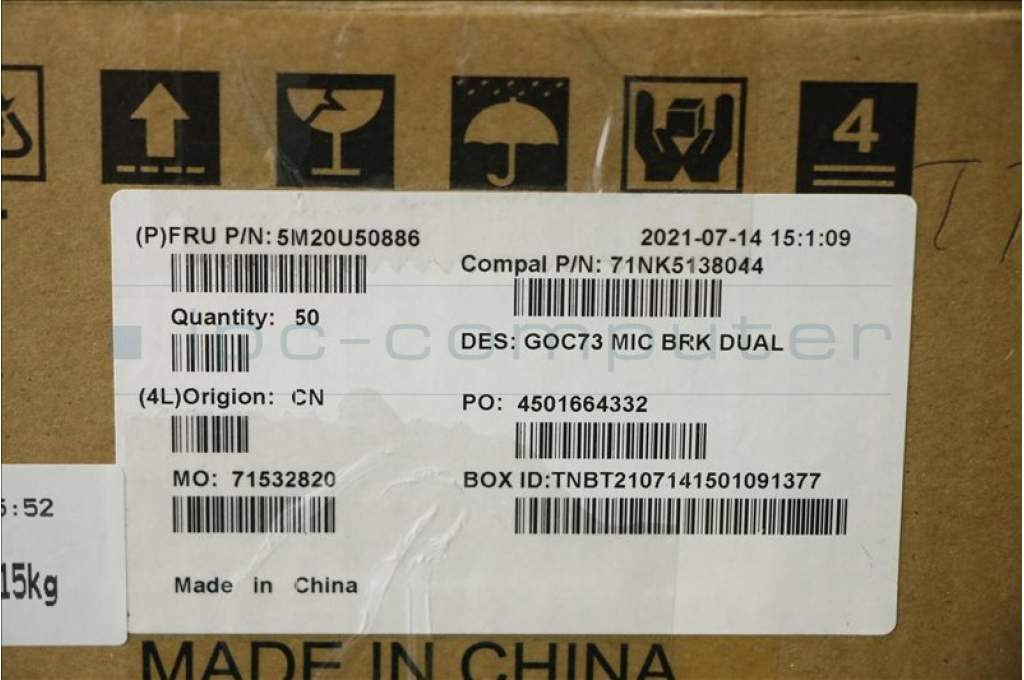 4
(P)FRU P/N: 5M20U50886
2021-07-14 15:1:09
Compal P/N: 71NK5138044
Quantity: 50
pc-computer
DES: GOC73 MIC BRK DUAL
(4L)Origion: CN
PO: 4501664332
MO: 71532820
BOX ID:TNBT2107141501091377
5:52
15kg
Made in China
MADE IN CHINA